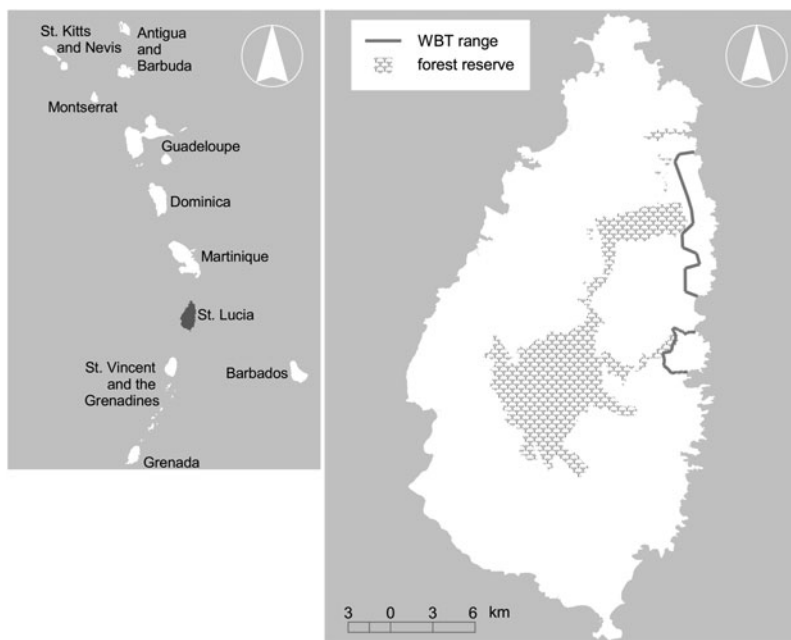 St. Kitts
and Nevis
Antigua
and
Barbuda
Montserrat
Guadeloupe
Dominica
Martinique
St. Lucia
St. Vincent
and the
Grenadines
Barbados
Grenada
WBT range
forest reserve
3 0 3 6 km